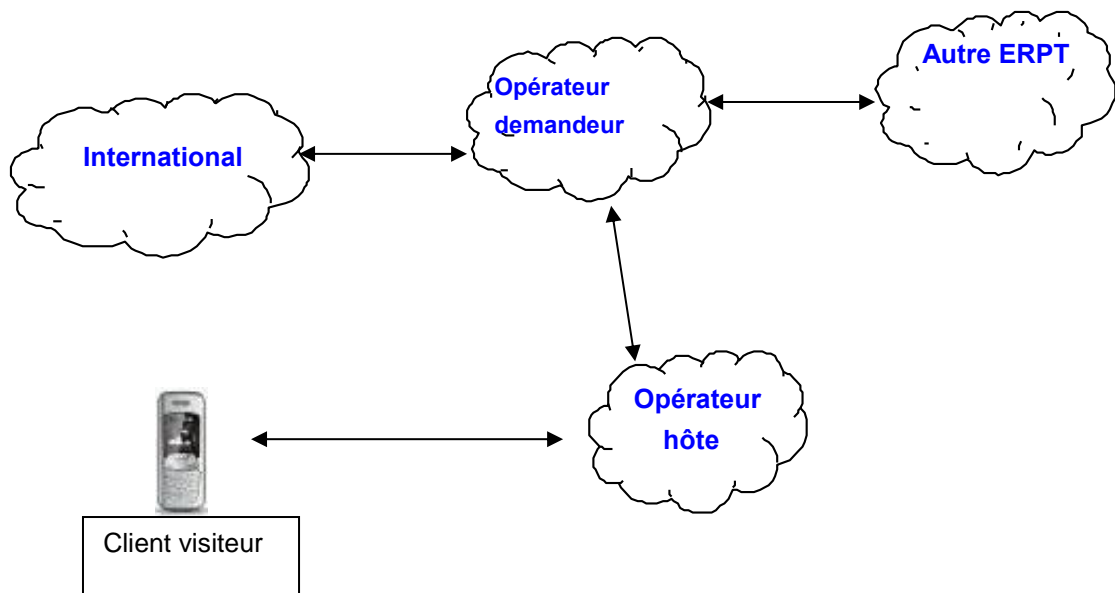 Autre ERPT
Opérateur
demandeur
International
Opérateur
hôte
Client visiteur